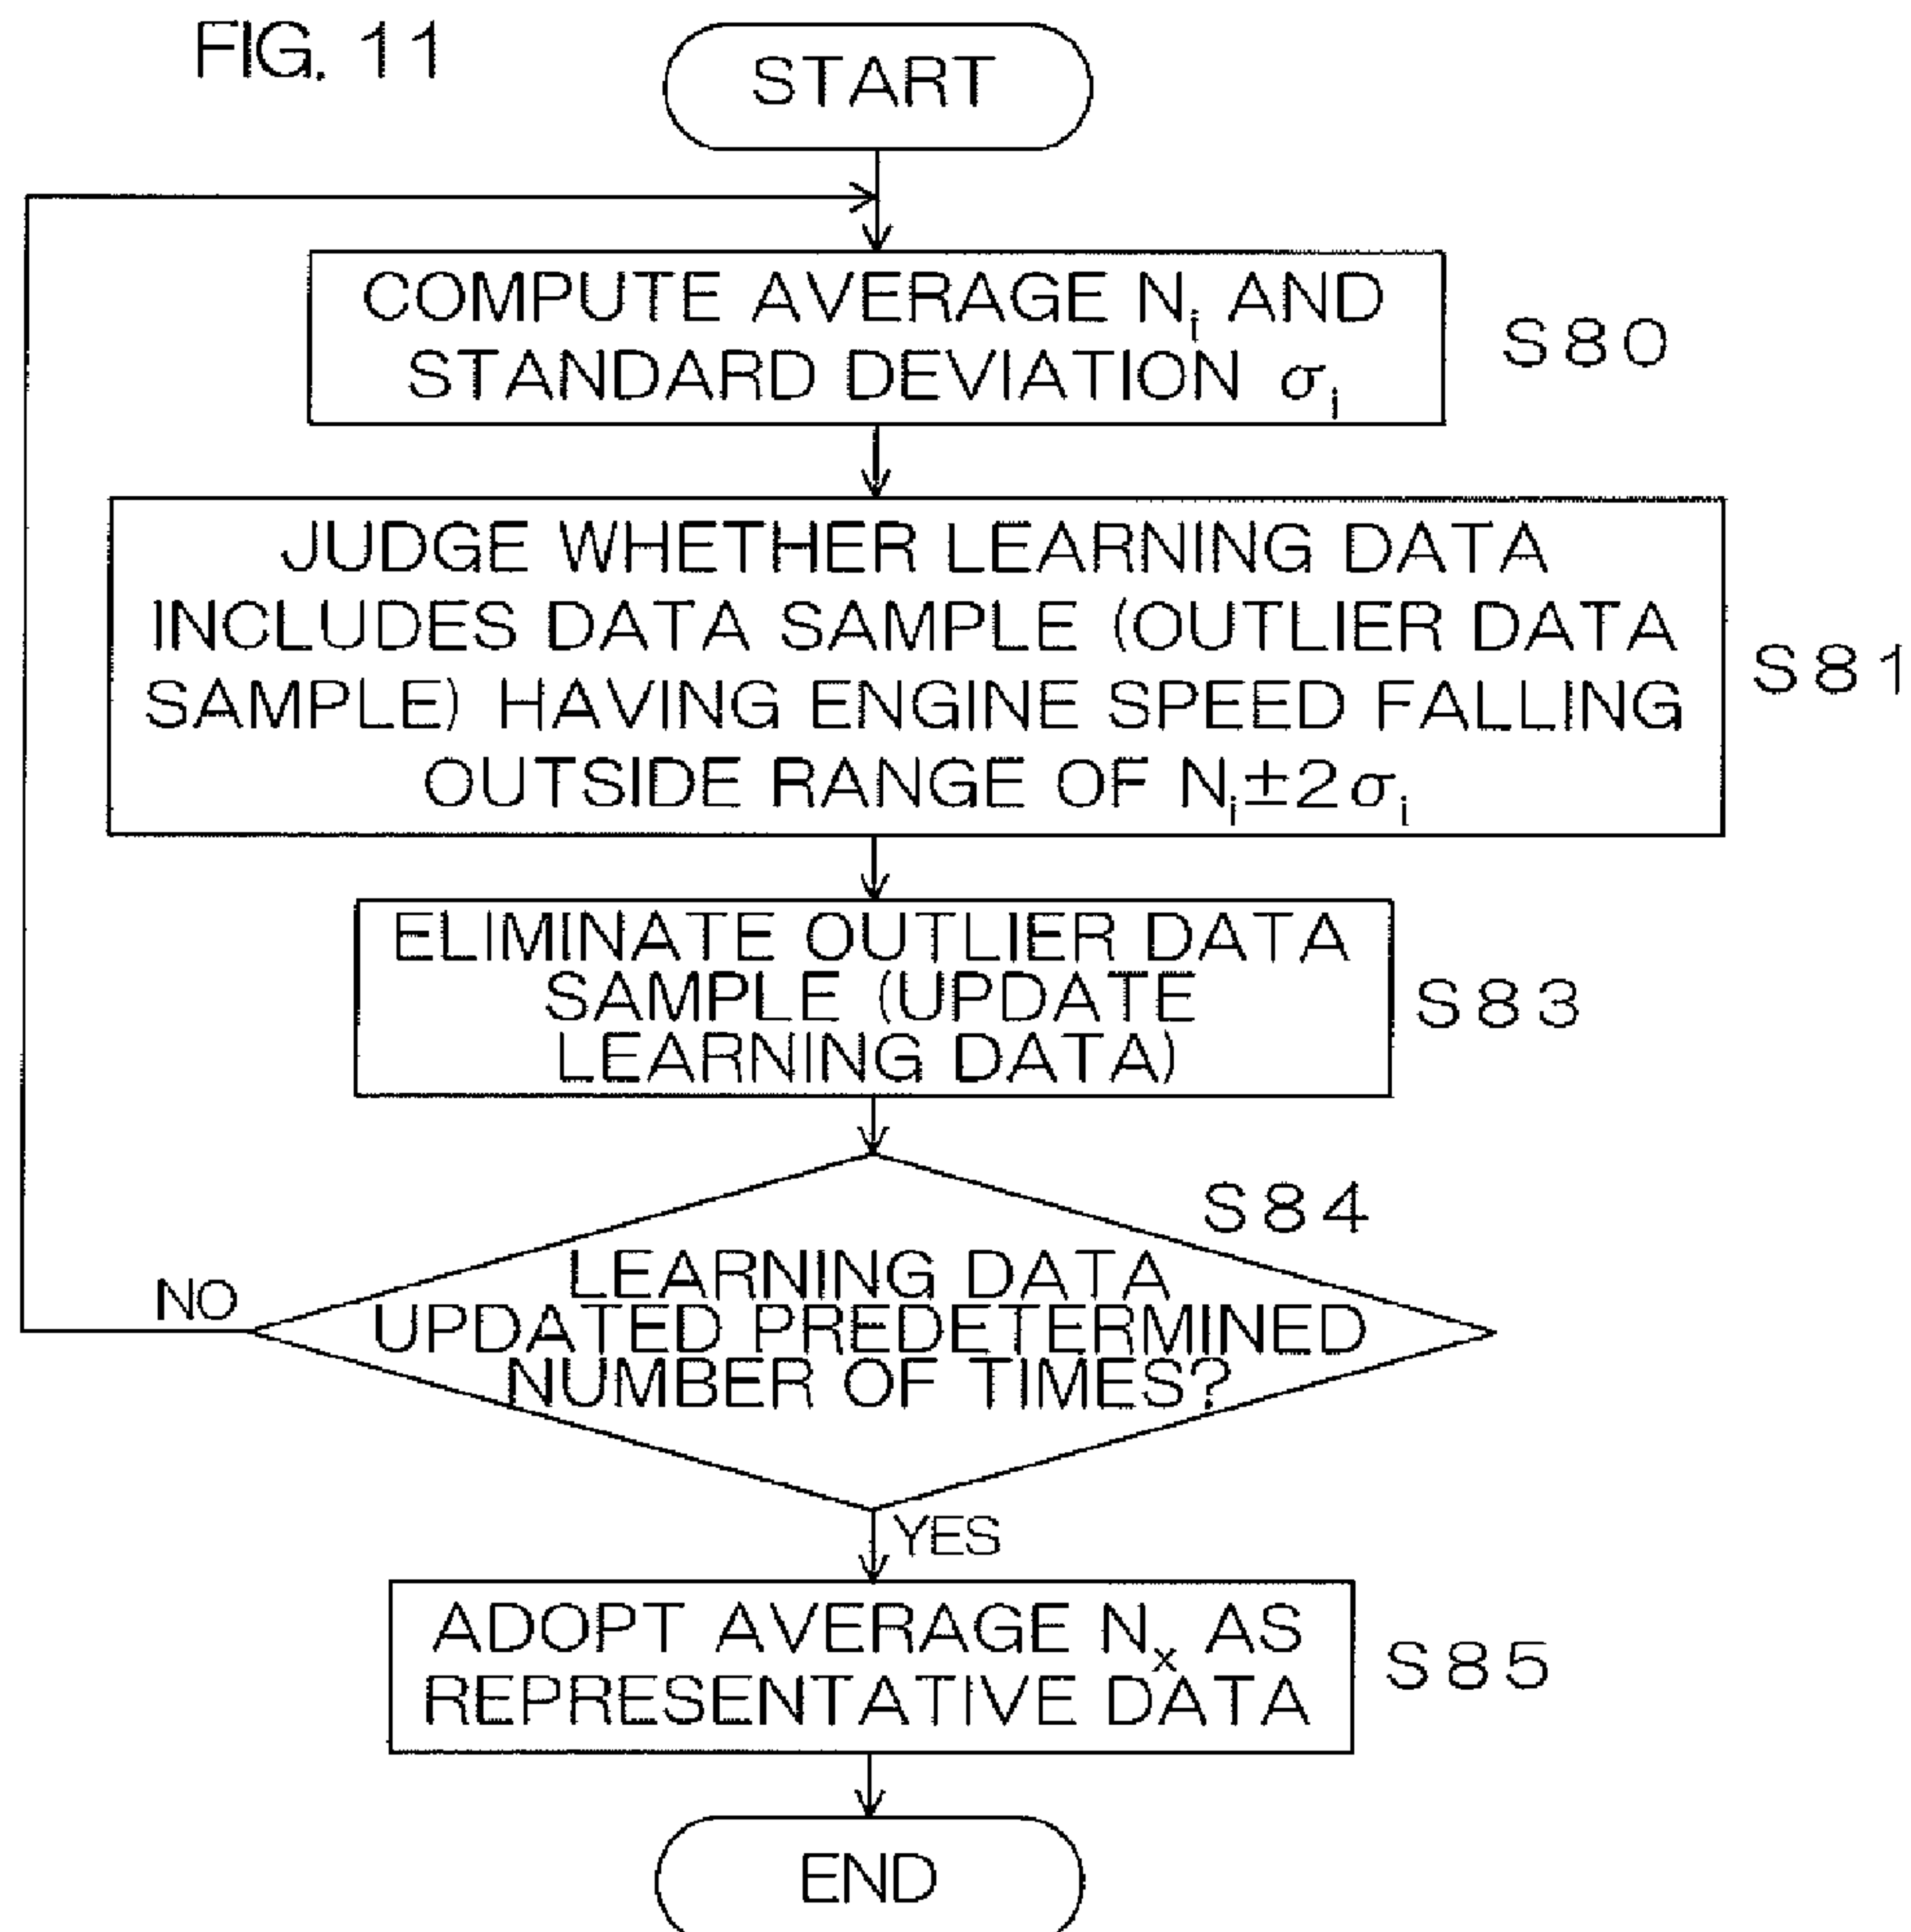 FIG. 11
START
COMPUTE AVERAGE Nᵢ AND
STANDARD DEVIATION σᵢ
S80
JUDGE WHETHER LEARNING DATA
INCLUDES DATA SAMPLE (OUTLIER DATA
SAMPLE) HAVING ENGINE SPEED FALLING
OUTSIDE RANGE OF Nᵢ±2σᵢ
S81
ELIMINATE OUTLIER DATA
SAMPLE (UPDATE
LEARNING DATA)
S83
S84
LEARNING DATA
UPDATED PREDETERMINED
NUMBER OF TIMES?
NO
YES
ADOPT AVERAGE Nₓ AS
REPRESENTATIVE DATA
S85
END